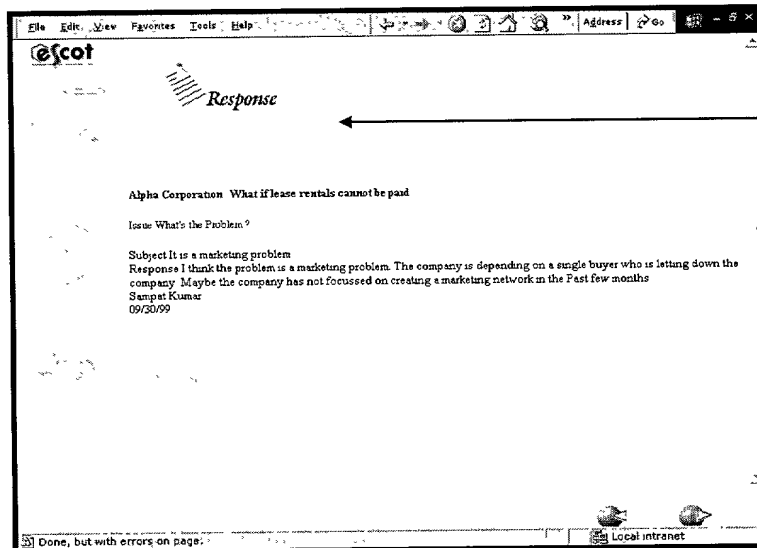 File Edit View Favorites Tools Help » Address Go
escot
Response
Alpha Corporation What if lease rentals cannot be paid
Issue What's the Problem ?
Subject It is a marketing problem
Response I think the problem is a marketing problem. The company is depending on a single buyer who is letting down the
company Maybe the company has not focussed on creating a marketing network in the Past few months
Sampat Kumar
09/30/99
Done, but with errors on page.
Local intranet